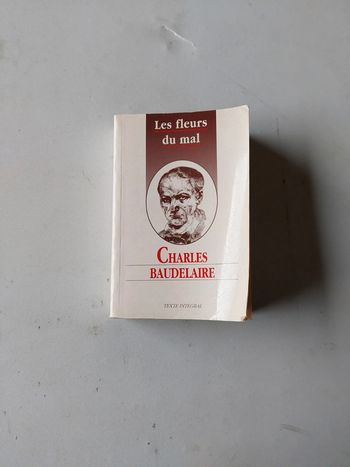 Les fleurs
du mal
CHARLES
BAUDELAIRE
TEXTE INTEGRAL